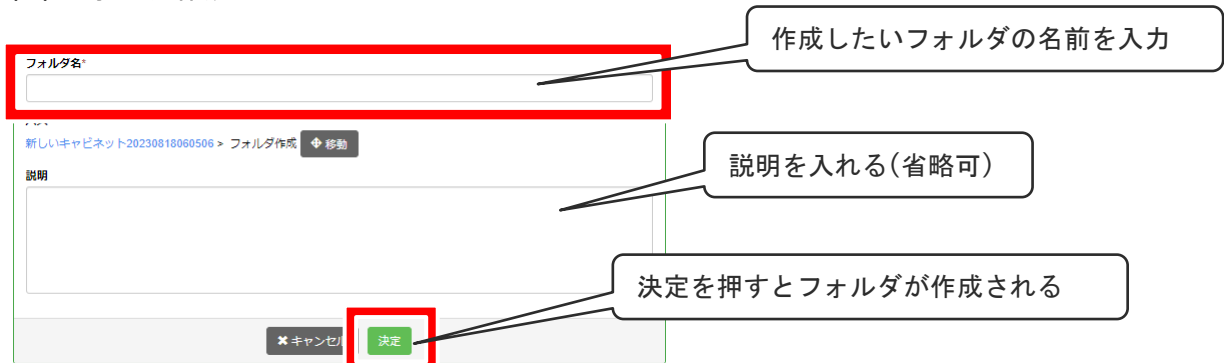 作成したいフォルダの名前を入力
フォルダ名*
新しいキャビネット20230818060506 > フォルダ作成 移動
説明を入れる（省略可）
説明
決定を押すとフォルダが作成される
キャンセル 決定